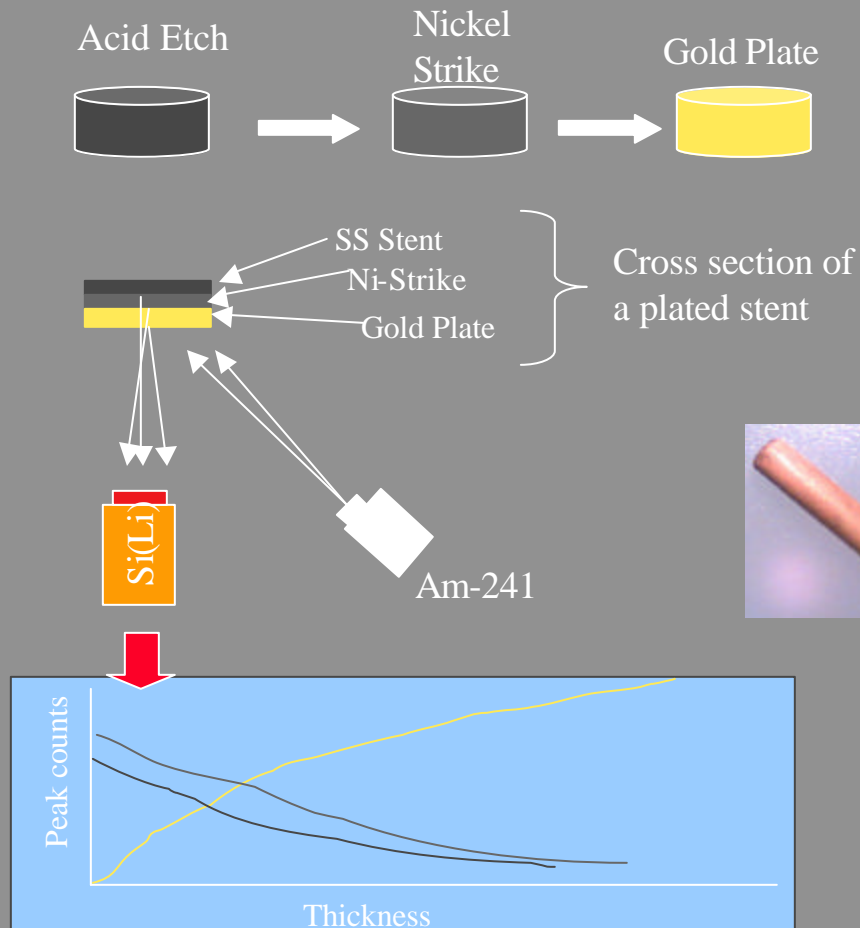 Acid Etch
Nickel
Strike
Gold Plate
SS Stent
Ni-Strike
Gold Plate
Cross section of
a plated stent
Si(Li)
Am-241
Peak counts
Thickness